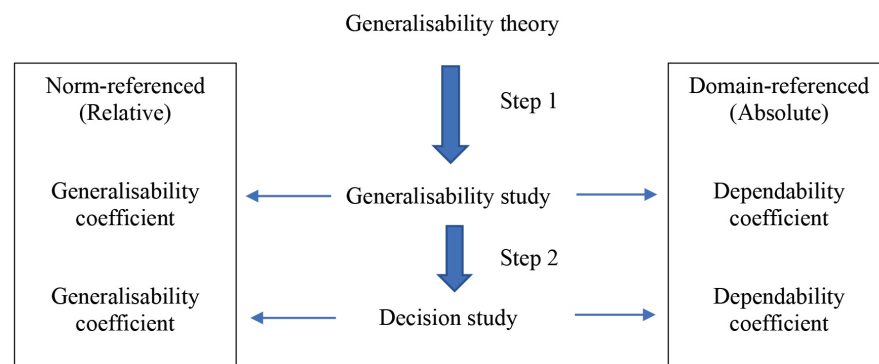 Generalisability theory
Norm-referenced
(Relative)
Step 1
Domain-referenced
(Absolute)
Generalisability
coefficient
Generalisability study
Dependability
coefficient
Step 2
Generalisability
coefficient
Decision study
Dependability
coefficient